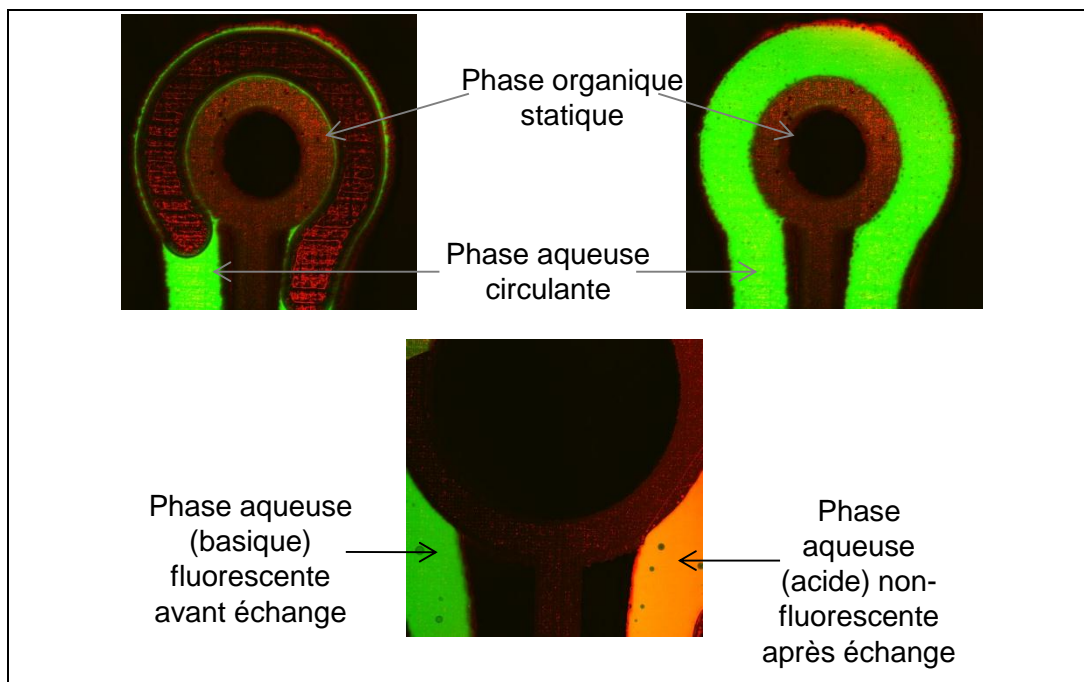 Phase organique
statique
Phase aqueuse
circulante
Phase aqueuse
(basique)
fluorescente
avant échange
Phase
aqueuse
(acide) non-
fluorescente
après échange